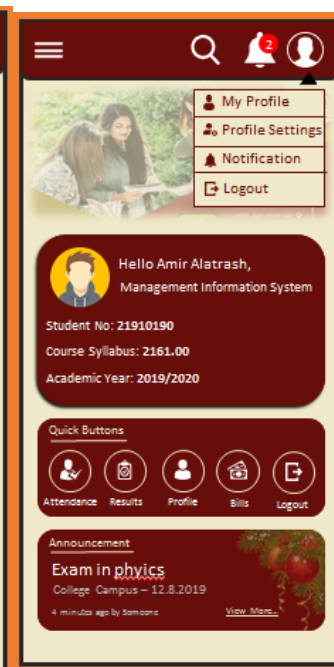 2
My Profile
Profile Settings
Notification
Logout
Hello Amir Alatrash,
Management Information System
Student No: 21910190
Course Syllabus: 2161.00
Academic Year: 2019/2020
Quick Buttons
Attendance Results Profile Bills Logout
Announcement
Exam in phyics
College Campus – 12.8.2019
4 minutes ago by Someone View More...